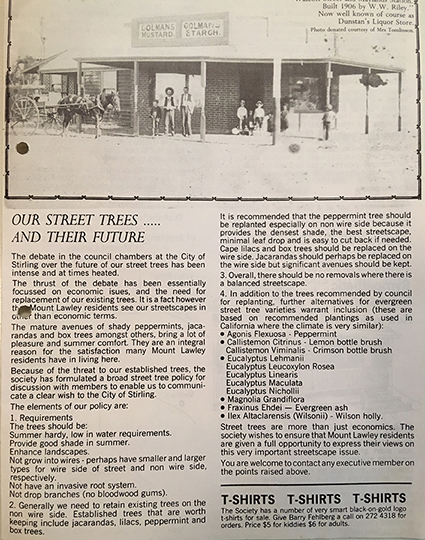 Built 1906 by W.W. Riley."
Now well known of course as
Dunstan's Liquor Store.
Photo donated courtesy of Mrs Tomlinson.
COLMANS
MUSTARD.
COLMANS
STARCH.
OUR STREET TREES .....
AND THEIR FUTURE
The debate in the council chambers at the City of
Stirling over the future of our street trees has been
intense and at times heated.
The thrust of the debate has been essentially
focussed on economic isues, and the need for
replacement of our existing trees. It is a fact however
Mount Lawley residents see our streetscapes in
other than economic terms.
The mature avenues of shady peppermints, jaca-
randas and box trees amongst others, bring a lot of
pleasure and summer comfort. They are an integral
reason for the satisfaction many Mount Lawley
residents have in living here.
Because of the threat to our established trees, the
society has formulated a broad street tree policy for
discussion with members to enable us to communi-
cate a clear wish to the City of Stirling.
The elements of our policy are:
1. Requirements
The trees should be:
Summer hardy, low in water requirements.
Provide good shade in summer.
Enhance landscapes.
Not grow into wires - perhaps have smaller and larger
types for wire side of street and non wire side,
respectively.
Not have an invasive root system.
Not drop branches (no bloodwood gums).
2. Generally we need to retain existing trees on the
non wire side. Established trees that are worth
keeping include jacarandas, lilacs, peppermint and
box trees.
It is recommended that the peppermint tree should
be replanted especially on non wire side because it
provides the densest shade, the best streetscape,
minimal leaf drop and is easy to cut back if needed.
Cape lilacs and box trees should be replaced on the
wire side. Jacarandas should perhaps be replaced on
the wire side but significant avenues should be kept.
3. Overall, there should be no removals where there is
a balanced streetscape.
4. In addition to the trees recommended by council
for replanting, further alternatives for evergreen
street tree varieties warrant inclusion (these are
based on recommended plantings as used in
California where the climate is very similar):
● Agonis Flexuosa - Peppermint
● Callistemon Citrinus - Lemon bottle brush
Callistemon Viminalis - Crimson bottle brush
● Eucalyptus Lehmanii
Eucalyptus Leucoxylon Rosea
Eucalyptus Linearis
Eucalyptus Maculata
Eucalyptus Nichollii
● Magnolia Grandiflora
● Fraxinus Ehdei — Evergreen ash
● Ilex Altaclarensis (Wilsonii) - Wilson holly.
Street trees are more than just economics. The
society wishes to ensure that Mount Lawley residents
are given a full opportunity to express their views on
this very important streetscape issue.
You are welcome to contact any executive member on
the points raised above.
T-SHIRTS T-SHIRTS T-SHIRTS
The Society has a number of very smart black-on-gold logo
t-shirts for sale. Give Barry Fehlberg a call on 272 4318 for
orders. Price $5 for kiddies $6 for adults.